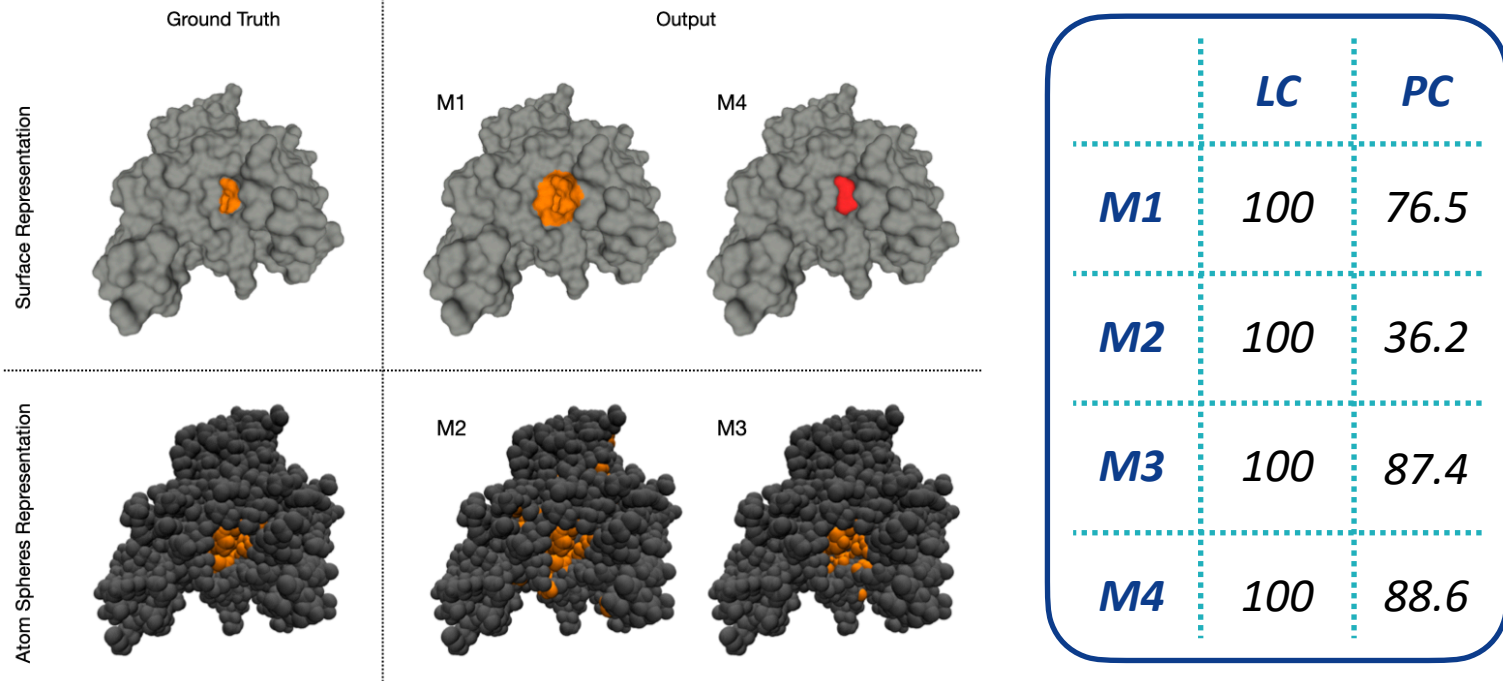 Ground Truth
Output
Surface Representation
M1
M4
Atom Spheres Representation
M2
M3
LC PC
M1 100 76.5
M2 100 36.2
M3 100 87.4
M4 100 88.6